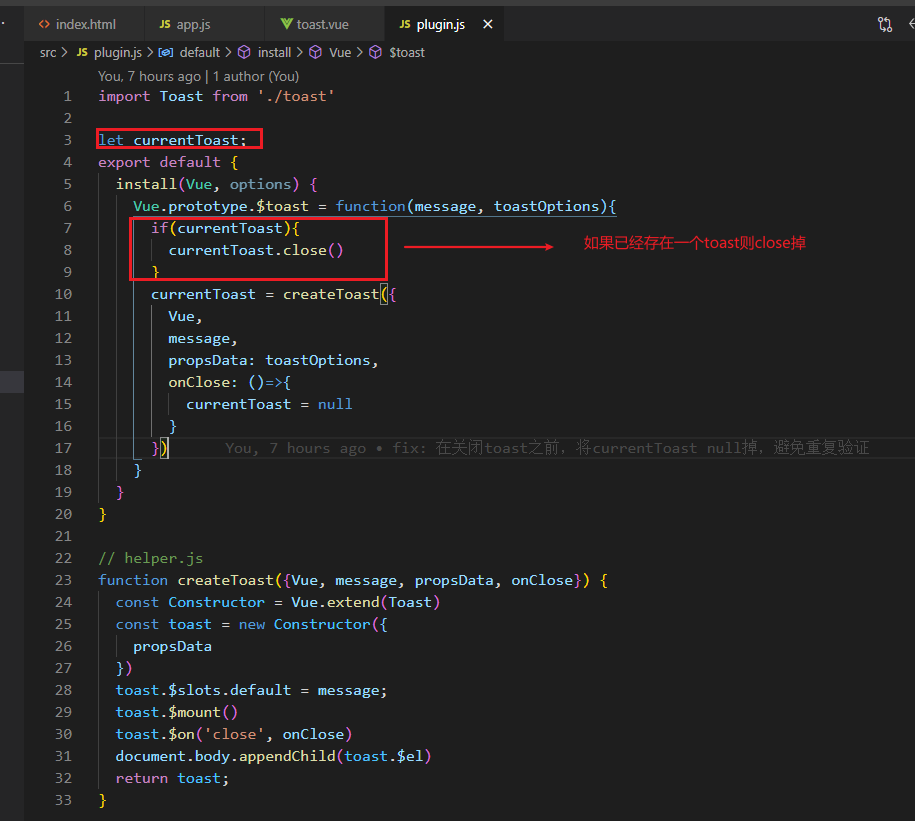 <> index.html JS app.js toast.vue JS plugin.js ×
src > JS plugin.js > default > install > Vue > $toast
You, 7 hours ago | 1 author (You)
1 import Toast from './toast'
2
3 let currentToast;
4 export default {
5 install(Vue, options) {
6 Vue.prototype.$toast = function(message, toastOptions){
7 if(currentToast){
8 currentToast.close() 如果已经存在一个toast则close掉
9 }
10 currentToast = createToast({
11 Vue,
12 message,
13 propsData: toastOptions,
14 onClose: ()=>{
15 currentToast = null
16 }
17 }) You, 7 hours ago • fix: 在关闭toast之前，将currentToast null掉，避免重复验证
18 }
19 }
20 }
21
22 // helper.js
23 function createToast({Vue, message, propsData, onClose}) {
24 const Constructor = Vue.extend(Toast)
25 const toast = new Constructor({
26 propsData
27 })
28 toast.$slots.default = message;
29 toast.$mount()
30 toast.$on('close', onClose)
31 document.body.appendChild(toast.$el)
32 return toast;
33 }